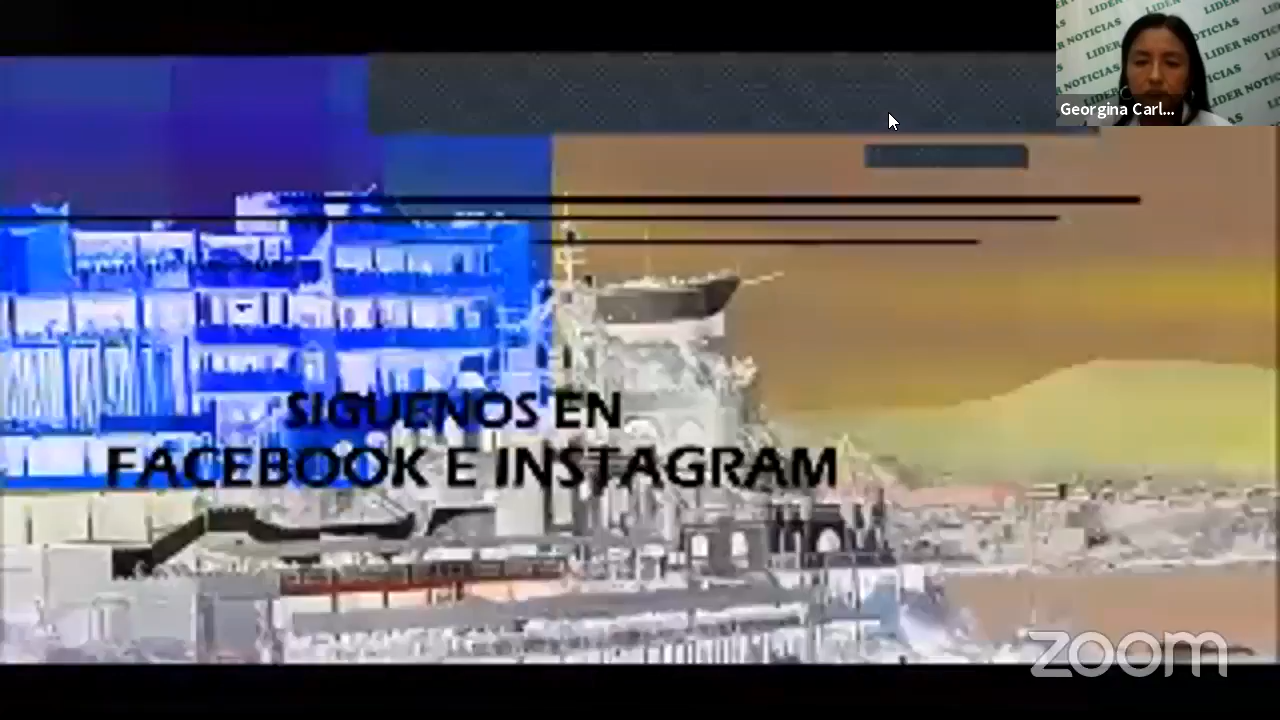 LIDER NOTICIAS
Georgina Carl...
SIGUENOS EN
FACEBOOK E INSTAGRAM
zoom